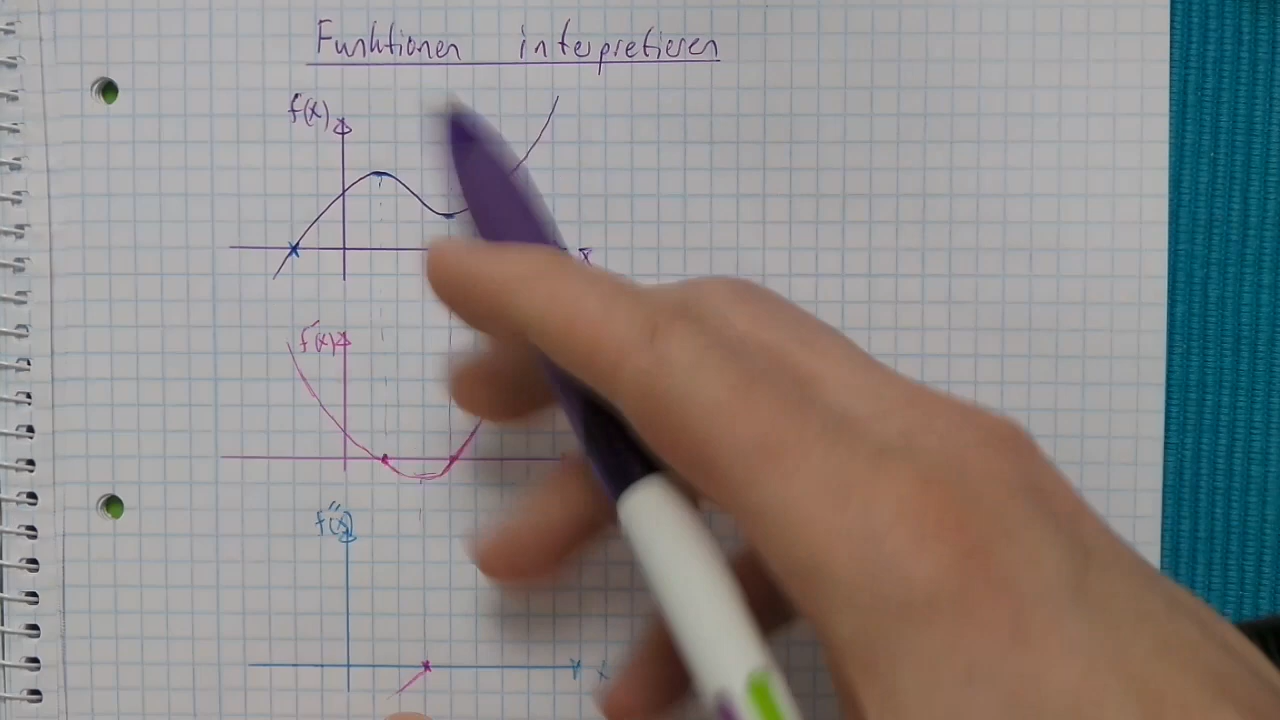 Funktionen interpretieren
f(x)
x
f'(x)
f''(x)
x